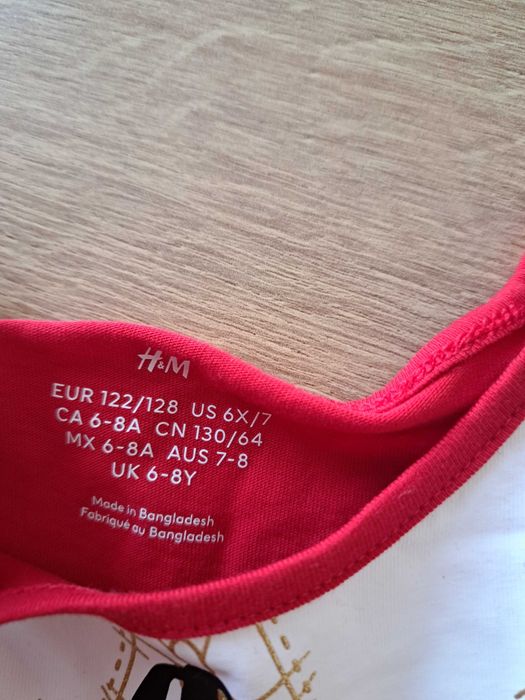 H&M
EUR 122/128 US 6X/7
CA 6-8A CN 130/64
MX 6-8A AUS 7-8
UK 6-8Y
Made in Bangladesh
Fabriqué au Bangladesh